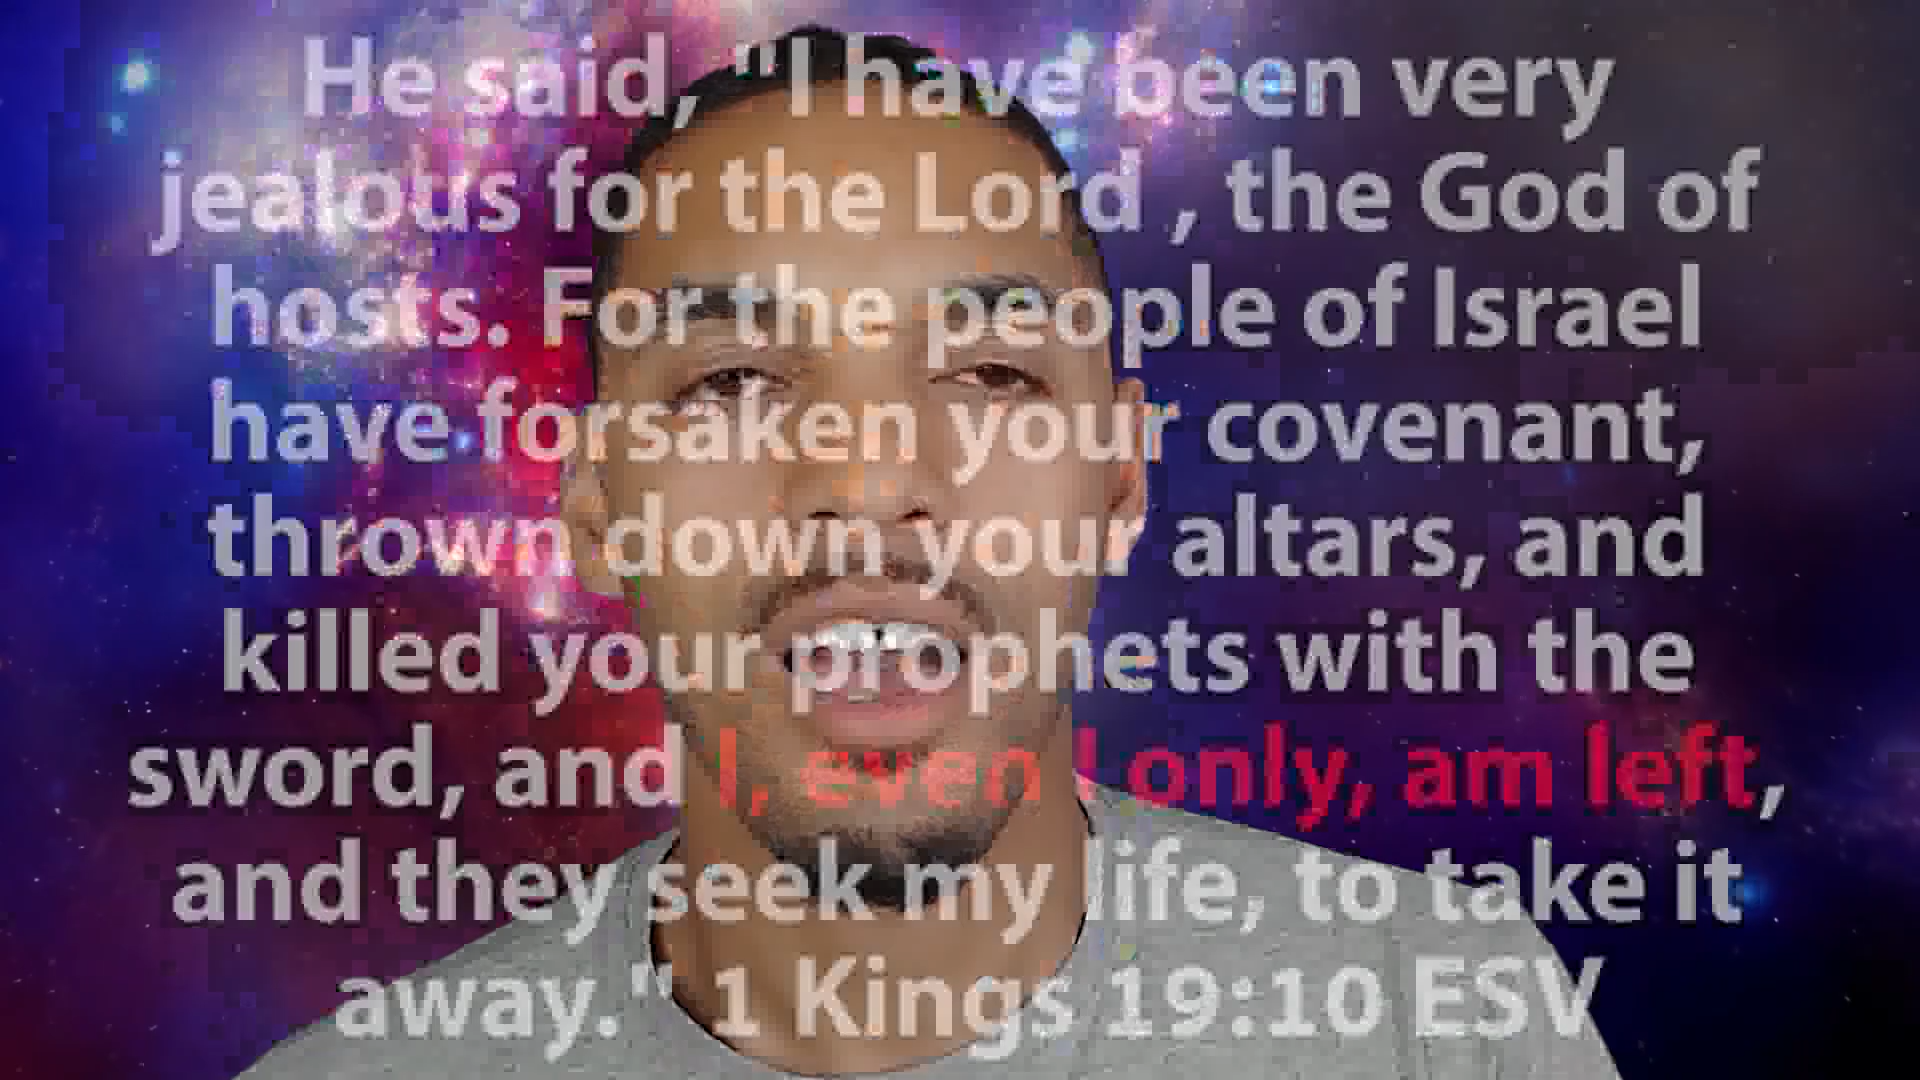 He said, "I have been very
jealous for the Lord , the God of
hosts. For the people of Israel
have forsaken your covenant,
thrown down your altars, and
killed your prophets with the
sword, and I, even I only, am left,
and they seek my life, to take it
away." 1 Kings 19:10 ESV